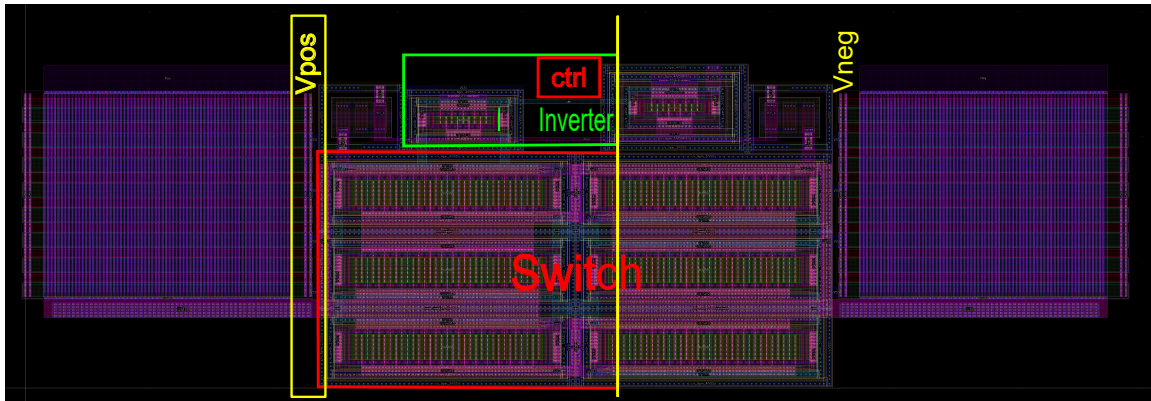 Vpos
ctrl
Vneg
Inverter
Switch